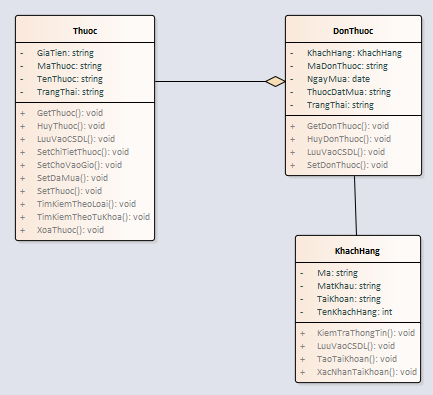 Thuoc
- GiaTien: string
- MaThuoc: string
- TenThuoc: string
- TrangThai: string
+ GetThuoc(): void
+ HuyThuoc(): void
+ LuuVaoCSDL(): void
+ SetChiTietThuoc(): void
+ SetChoVaoGio(): void
+ SetDaMua(): void
+ SetThuoc(): void
+ TimKiemTheoLoai(): void
+ TimKiemTheoTuKhoa(): void
+ XoaThuoc(): void
DonThuoc
- KhachHang: KhachHang
- MaDonThuoc: string
- NgayMua: date
- ThuocDatMua: string
- TrangThai: string
+ GetDonThuoc(): void
+ HuyDonThuoc(): void
+ LuuVaoCSDL(): void
+ SetDonThuoc(): void
KhachHang
- Ma: string
- MatKhau: string
- TaiKhoan: string
- TenKhachHang: int
+ KiemTraThongTin(): void
+ LuuVaoCSDL(): void
+ TaoTaiKhoan(): void
+ XacNhanTaiKhoan(): void